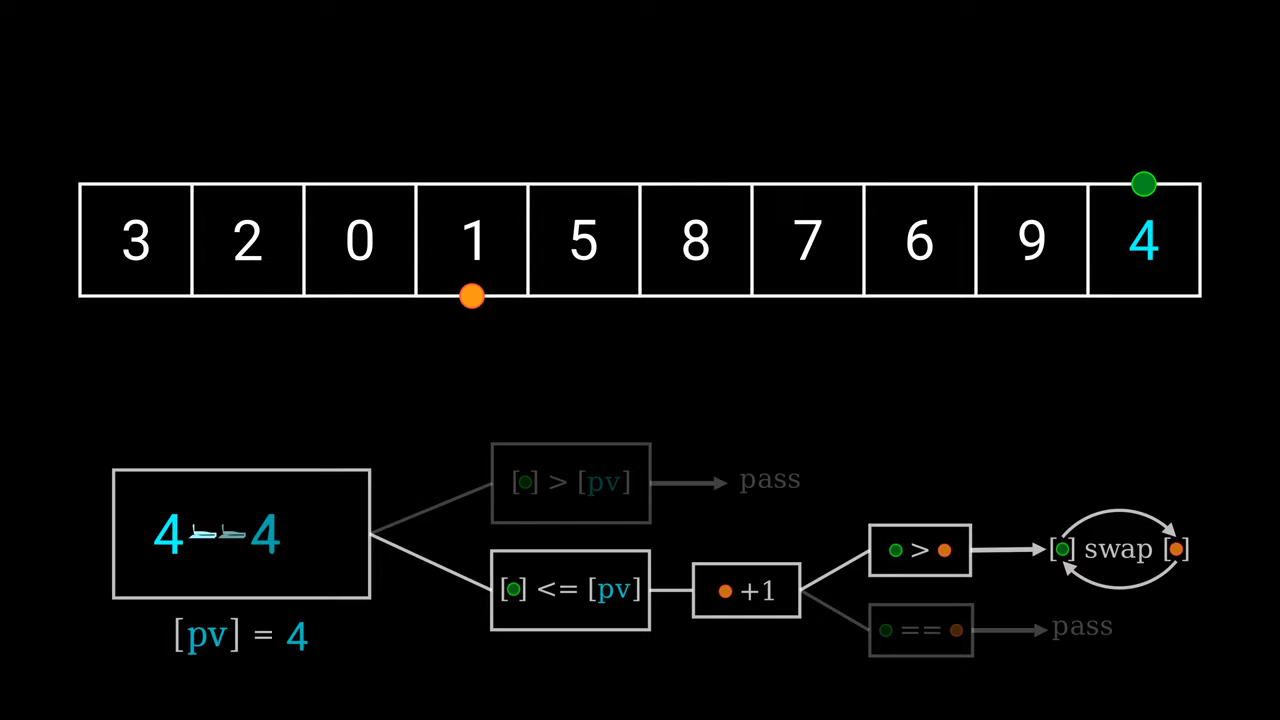 3 2 0 1 5 8 7 6 9 4
[●] > [pv] pass
4 4
[●] <= [pv]
● +1
● > ●
[●] swap [●]
● == ● pass
[pv] = 4